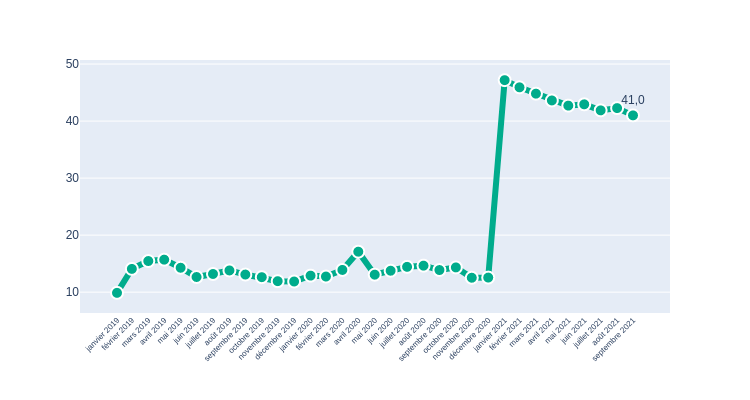 50
40
30
20
10
41,0
janvier 2019
février 2019
mars 2019
avril 2019
mai 2019
juin 2019
juillet 2019
août 2019
septembre 2019
octobre 2019
novembre 2019
décembre 2019
janvier 2020
février 2020
mars 2020
avril 2020
mai 2020
juin 2020
juillet 2020
août 2020
septembre 2020
octobre 2020
novembre 2020
décembre 2020
janvier 2021
février 2021
mars 2021
avril 2021
mai 2021
juin 2021
juillet 2021
août 2021
septembre 2021